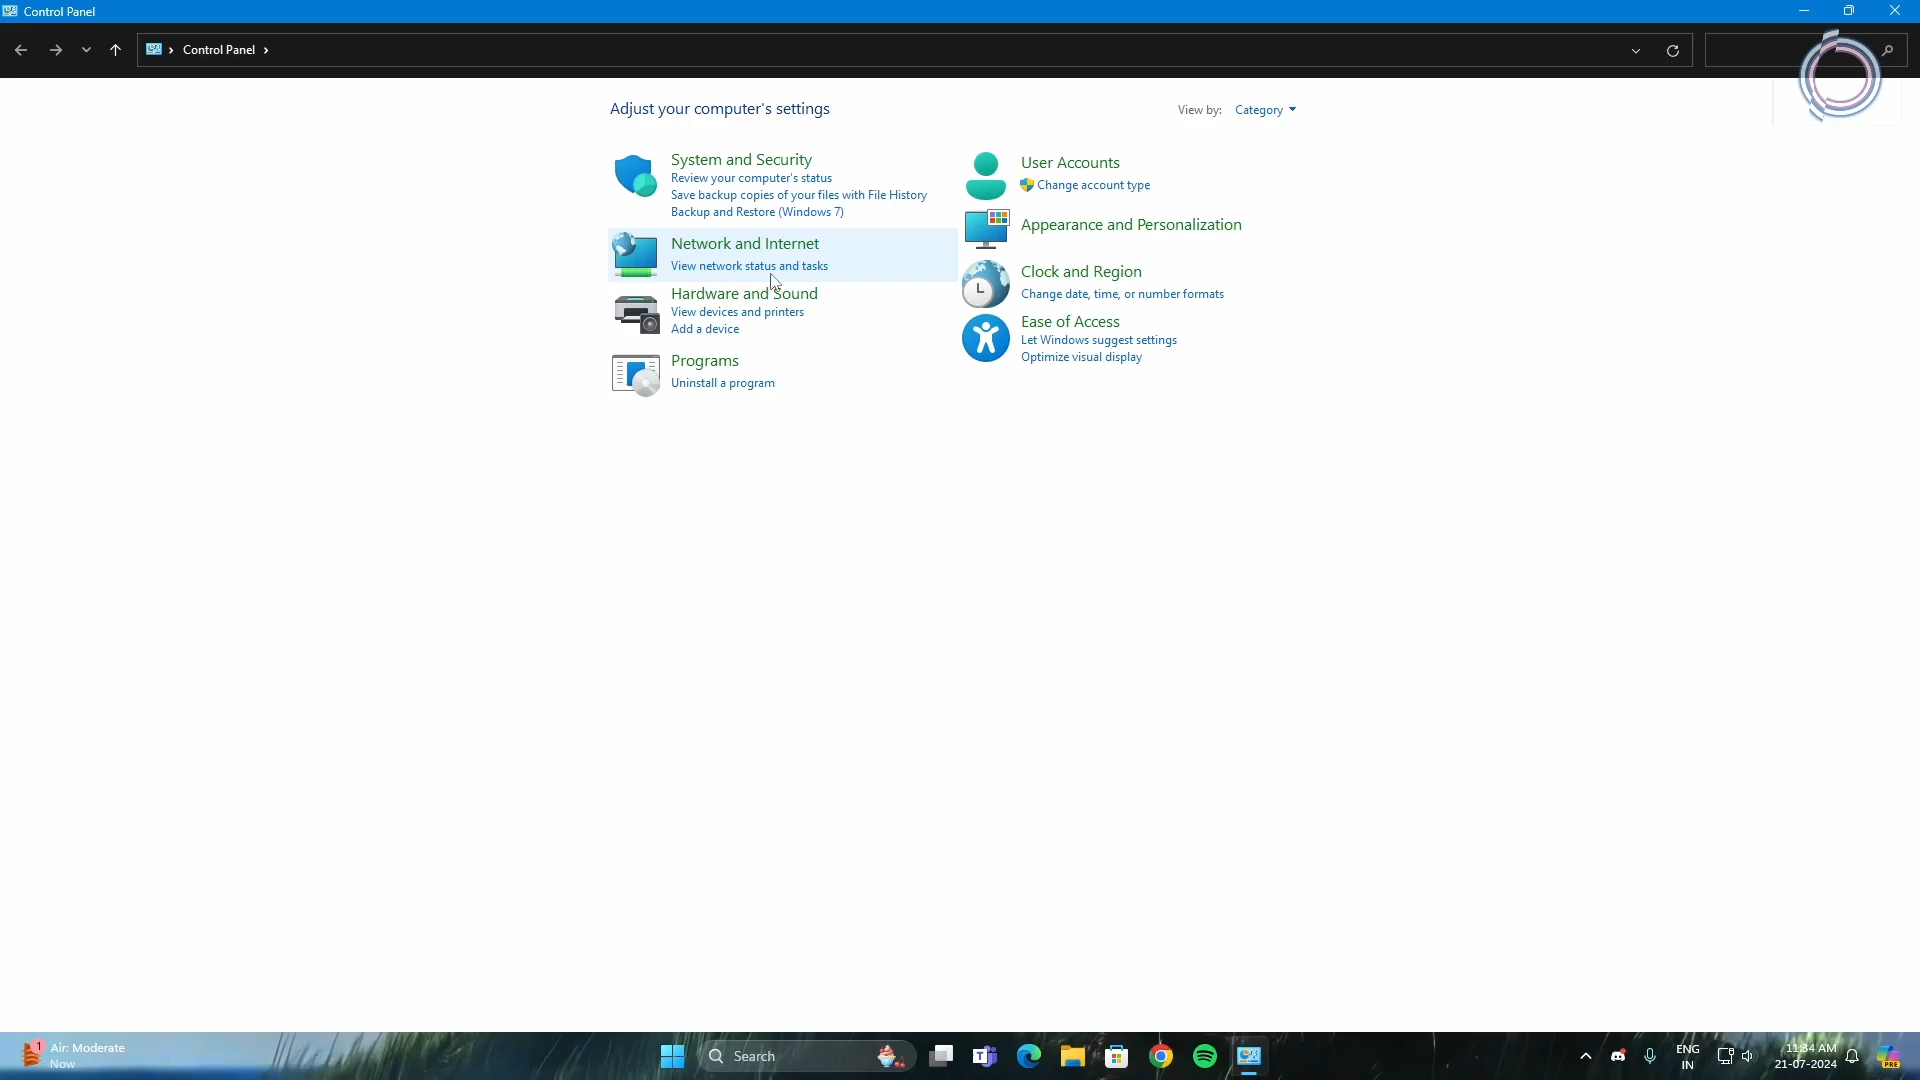 Control Panel
Control Panel
Adjust your computer's settings
View by: Category
System and Security
Review your computer's status
Save backup copies of your files with File History
Backup and Restore (Windows 7)
Network and Internet
View network status and tasks
Hardware and Sound
View devices and printers
Add a device
Programs
Uninstall a program
User Accounts
Change account type
Appearance and Personalization
Clock and Region
Change date, time, or number formats
Ease of Access
Let Windows suggest settings
Optimize visual display
1
Air: Moderate
Now
Search
ENG
IN
11:34 AM
21-07-2024
PRE